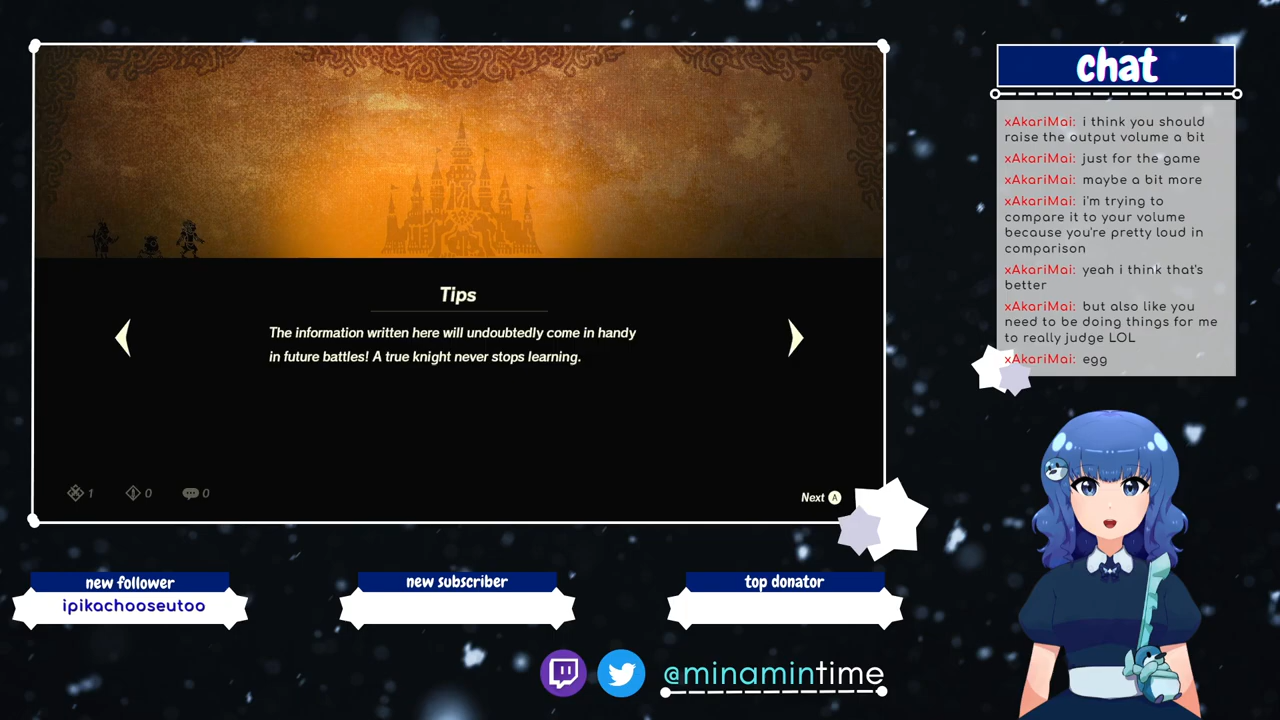 Tips
The information written here will undoubtedly come in handy
in future battles! A true knight never stops learning.
1
0
0
Next A
chat
xAkariMai: i think you should
raise the output volume a bit
xAkariMai: just for the game
xAkariMai: maybe a bit more
xAkariMai: i'm trying to
compare it to your volume
because you're pretty loud in
comparison
xAkariMai: yeah i think that's
better
xAkariMai: but also like you
need to be doing things for me
to really judge LOL
xAkariMai: egg
new follower
ipikachooseutoo
new subscriber
top donator
@minamintime